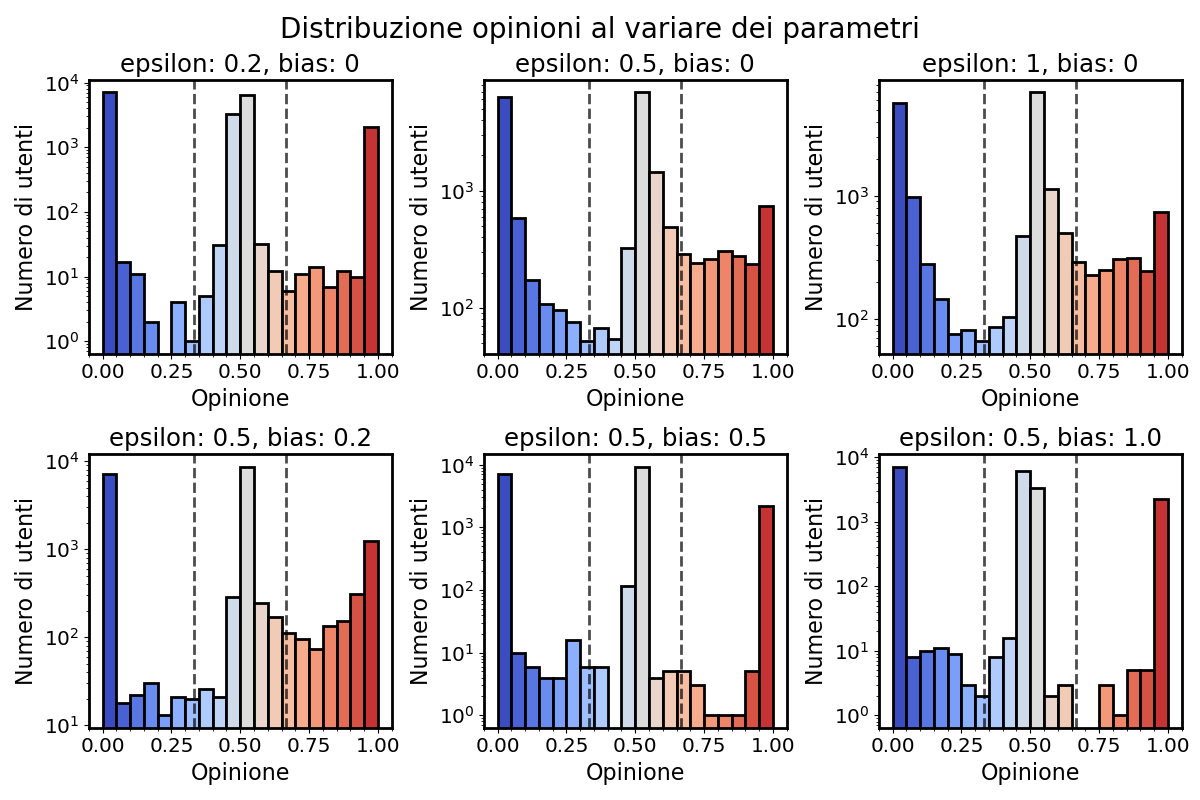 Distribuzione opinioni al variare dei parametri
epsilon: 0.2, bias: 0
10⁴
10³
10²
10¹
10⁰
Numero di utenti
0.00 0.25 0.50 0.75 1.00
Opinione
epsilon: 0.5, bias: 0
10³
10²
Numero di utenti
0.00 0.25 0.50 0.75 1.00
Opinione
epsilon: 1, bias: 0
10³
10²
Numero di utenti
0.00 0.25 0.50 0.75 1.00
Opinione
epsilon: 0.5, bias: 0.2
10⁴
10³
10²
10¹
Numero di utenti
0.00 0.25 0.50 0.75 1.00
Opinione
epsilon: 0.5, bias: 0.5
10⁴
10³
10²
10¹
10⁰
Numero di utenti
0.00 0.25 0.50 0.75 1.00
Opinione
epsilon: 0.5, bias: 1.0
10⁴
10³
10²
10¹
10⁰
Numero di utenti
0.00 0.25 0.50 0.75 1.00
Opinione